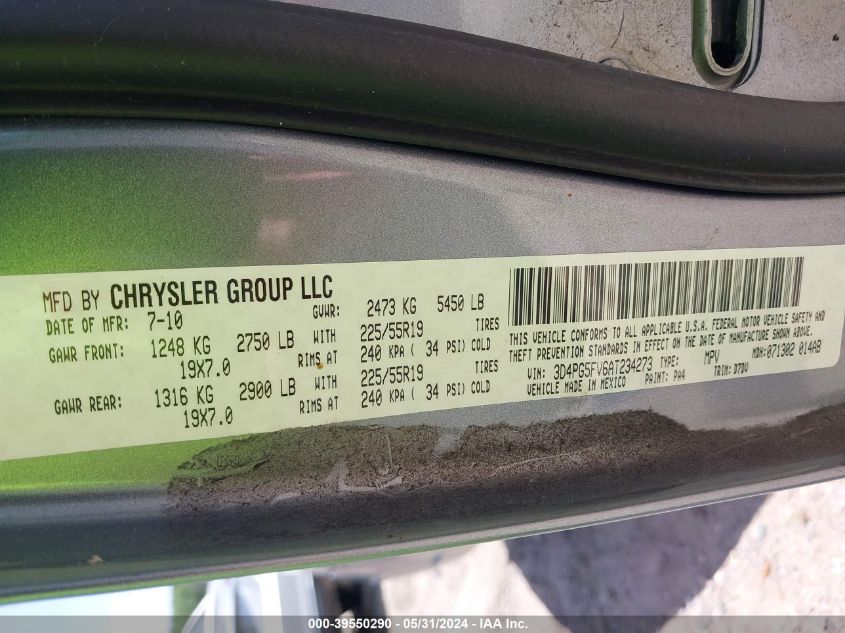 MFD BY CHRYSLER GROUP LLC
DATE OF MFR: 7-10 GVWR: 2473 KG 5450 LB
GAWR FRONT: 1248 KG 2750 LB WITH 225/55R19 TIRES
19X7.0 RIMS AT 240 KPA ( 34 PSI) COLD
GAWR REAR: 1316 KG 2900 LB WITH 225/55R19 TIRES
19X7.0 RIMS AT 240 KPA ( 34 PSI) COLD
THIS VEHICLE CONFORMS TO ALL APPLICABLE U.S.A. FEDERAL MOTOR VEHICLE SAFETY AND
THEFT PREVENTION STANDARDS IN EFFECT ON THE DATE OF MANUFACTURE SHOWN ABOVE.
VIN: 3D4PG5FV6AT234273 TYPE: MPV MDH: 071302 014AB
VEHICLE MADE IN MEXICO PAINT: PA4 TRIM: D7DV
000-39550290 - 05/31/2024 - IAA Inc.